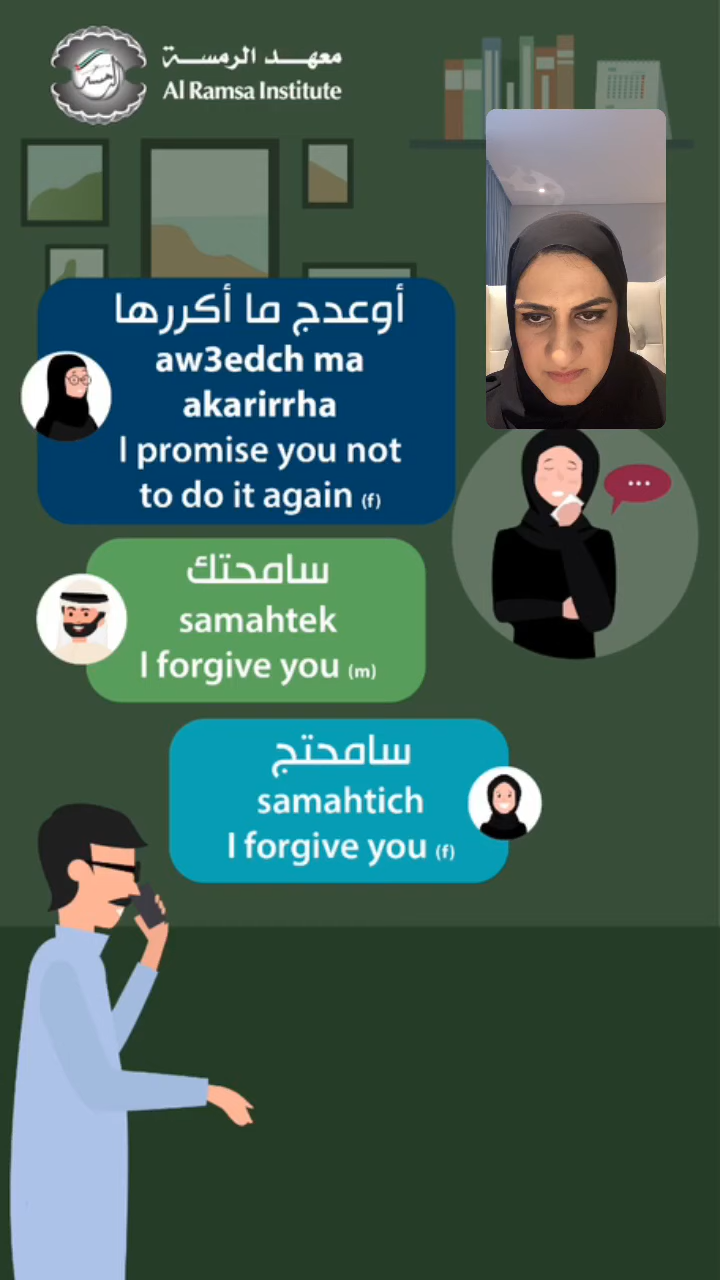 معهد الرمسة
Al Ramsa Institute
أوعدج ما أكررها
aw3edch ma
akarirrha
I promise you not
to do it again (f)
سامحتك
samahtek
I forgive you (m)
سامحتج
samahtich
I forgive you (f)